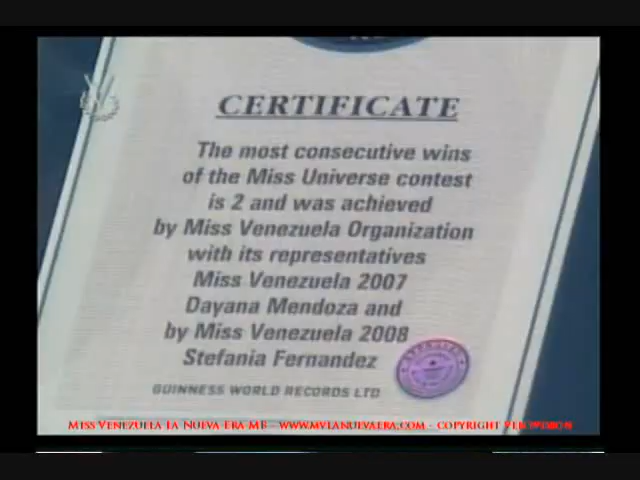 CERTIFICATE
The most consecutive wins
of the Miss Universe contest
is 2 and was achieved
by Miss Venezuela Organization
with its representatives
Miss Venezuela 2007
Dayana Mendoza and
by Miss Venezuela 2008
Stefania Fernandez
GUINNESS WORLD RECORDS LTD
MISS VENEZUELA LA NUEVA ERA MB - WWW.MVLANUEVAERA.COM - COPYRIGHT